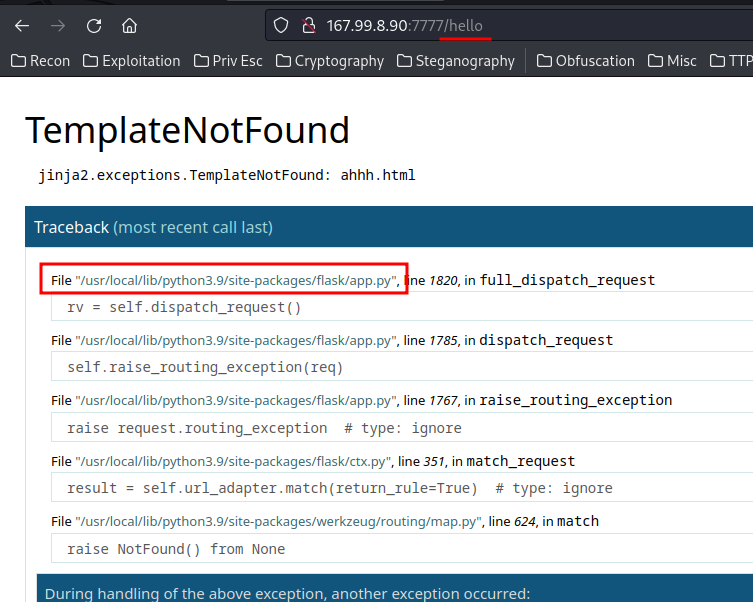 167.99.8.90:7777/hello
Recon Exploitation Priv Esc Cryptography Steganography Obfuscation Misc TTP
TemplateNotFound
jinja2.exceptions.TemplateNotFound: ahhh.html
Traceback (most recent call last)
File "/usr/local/lib/python3.9/site-packages/flask/app.py", line 1820, in full_dispatch_request
rv = self.dispatch_request()
File "/usr/local/lib/python3.9/site-packages/flask/app.py", line 1785, in dispatch_request
self.raise_routing_exception(req)
File "/usr/local/lib/python3.9/site-packages/flask/app.py", line 1767, in raise_routing_exception
raise request.routing_exception  # type: ignore
File "/usr/local/lib/python3.9/site-packages/flask/ctx.py", line 351, in match_request
result = self.url_adapter.match(return_rule=True)  # type: ignore
File "/usr/local/lib/python3.9/site-packages/werkzeug/routing/map.py", line 624, in match
raise NotFound() from None
During handling of the above exception, another exception occurred: